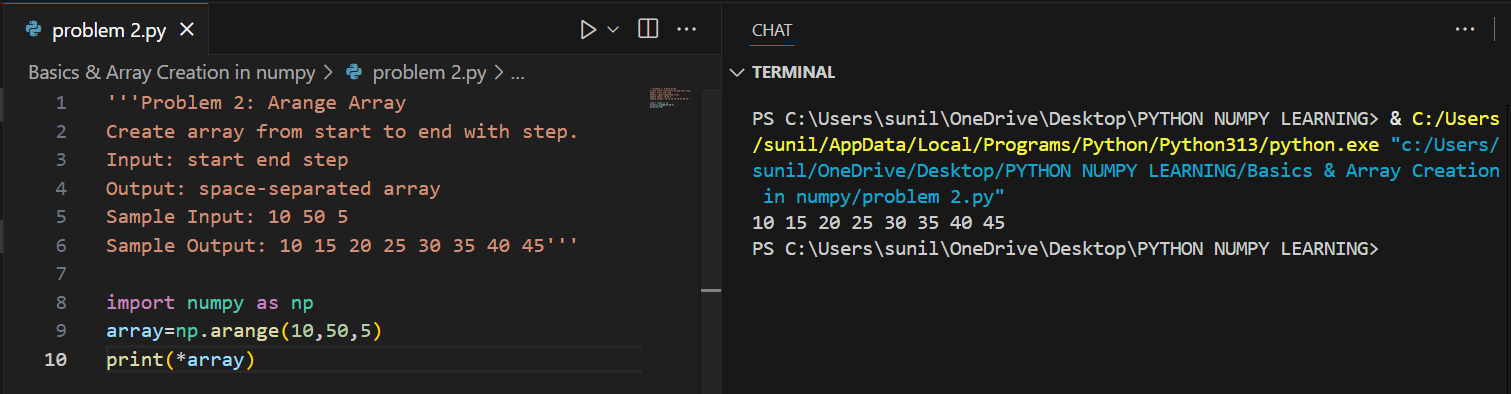 problem 2.py
Basics & Array Creation in numpy > problem 2.py > ...
1 '''Problem 2: Arange Array
2 Create array from start to end with step.
3 Input: start end step
4 Output: space-separated array
5 Sample Input: 10 50 5
6 Sample Output: 10 15 20 25 30 35 40 45'''
7
8 import numpy as np
9 array=np.arange(10,50,5)
10 print(*array)
CHAT
TERMINAL
PS C:\Users\sunil\OneDrive\Desktop\PYTHON NUMPY LEARNING> & C:/Users
/sunil/AppData/Local/Programs/Python/Python313/python.exe "c:/Users/
sunil/OneDrive/Desktop/PYTHON NUMPY LEARNING/Basics & Array Creation
 in numpy/problem 2.py"
10 15 20 25 30 35 40 45
PS C:\Users\sunil\OneDrive\Desktop\PYTHON NUMPY LEARNING>